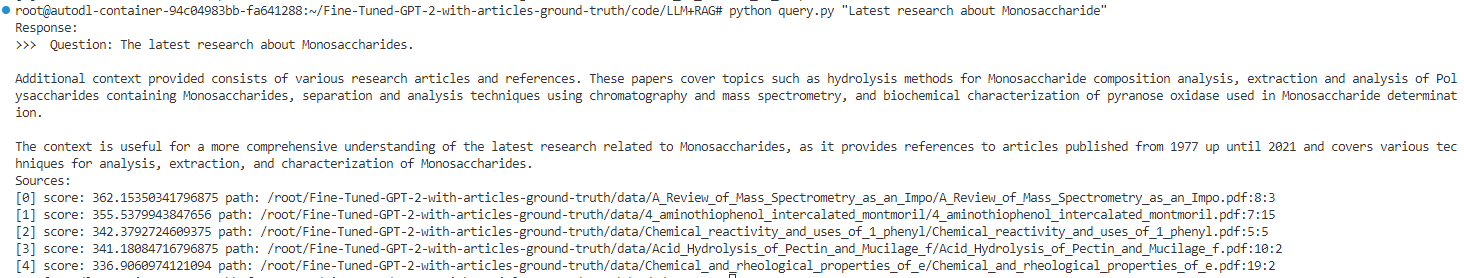 root@autodl-container-94c04983bb-fa641288:~/Fine-Tuned-GPT-2-with-articles-ground-truth/code/LLM+RAG# python query.py "Latest research about Monosaccharide"
Response:
>>>  Question: The latest research about Monosaccharides.
Additional context provided consists of various research articles and references. These papers cover topics such as hydrolysis methods for Monosaccharide composition analysis, extraction and analysis of Pol
ysaccharides containing Monosaccharides, separation and analysis techniques using chromatography and mass spectrometry, and biochemical characterization of pyranose oxidase used in Monosaccharide determinat
ion.
The context is useful for a more comprehensive understanding of the latest research related to Monosaccharides, as it provides references to articles published from 1977 up until 2021 and covers various tec
hniques for analysis, extraction, and characterization of Monosaccharides.
Sources:
[0] score: 362.15350341796875 path: /root/Fine-Tuned-GPT-2-with-articles-ground-truth/data/A_Review_of_Mass_Spectrometry_as_an_Impo/A_Review_of_Mass_Spectrometry_as_an_Impo.pdf:8:3
[1] score: 355.5379943847656 path: /root/Fine-Tuned-GPT-2-with-articles-ground-truth/data/4_aminothiophenol_intercalated_montmoril/4_aminothiophenol_intercalated_montmoril.pdf:7:15
[2] score: 342.3792724609375 path: /root/Fine-Tuned-GPT-2-with-articles-ground-truth/data/Chemical_reactivity_and_uses_of_1_phenyl/Chemical_reactivity_and_uses_of_1_phenyl.pdf:5:5
[3] score: 341.18084716796875 path: /root/Fine-Tuned-GPT-2-with-articles-ground-truth/data/Acid_Hydrolysis_of_Pectin_and_Mucilage_f/Acid_Hydrolysis_of_Pectin_and_Mucilage_f.pdf:10:2
[4] score: 336.9060974121094 path: /root/Fine-Tuned-GPT-2-with-articles-ground-truth/data/Chemical_and_rheological_properties_of_e/Chemical_and_rheological_properties_of_e.pdf:19:2